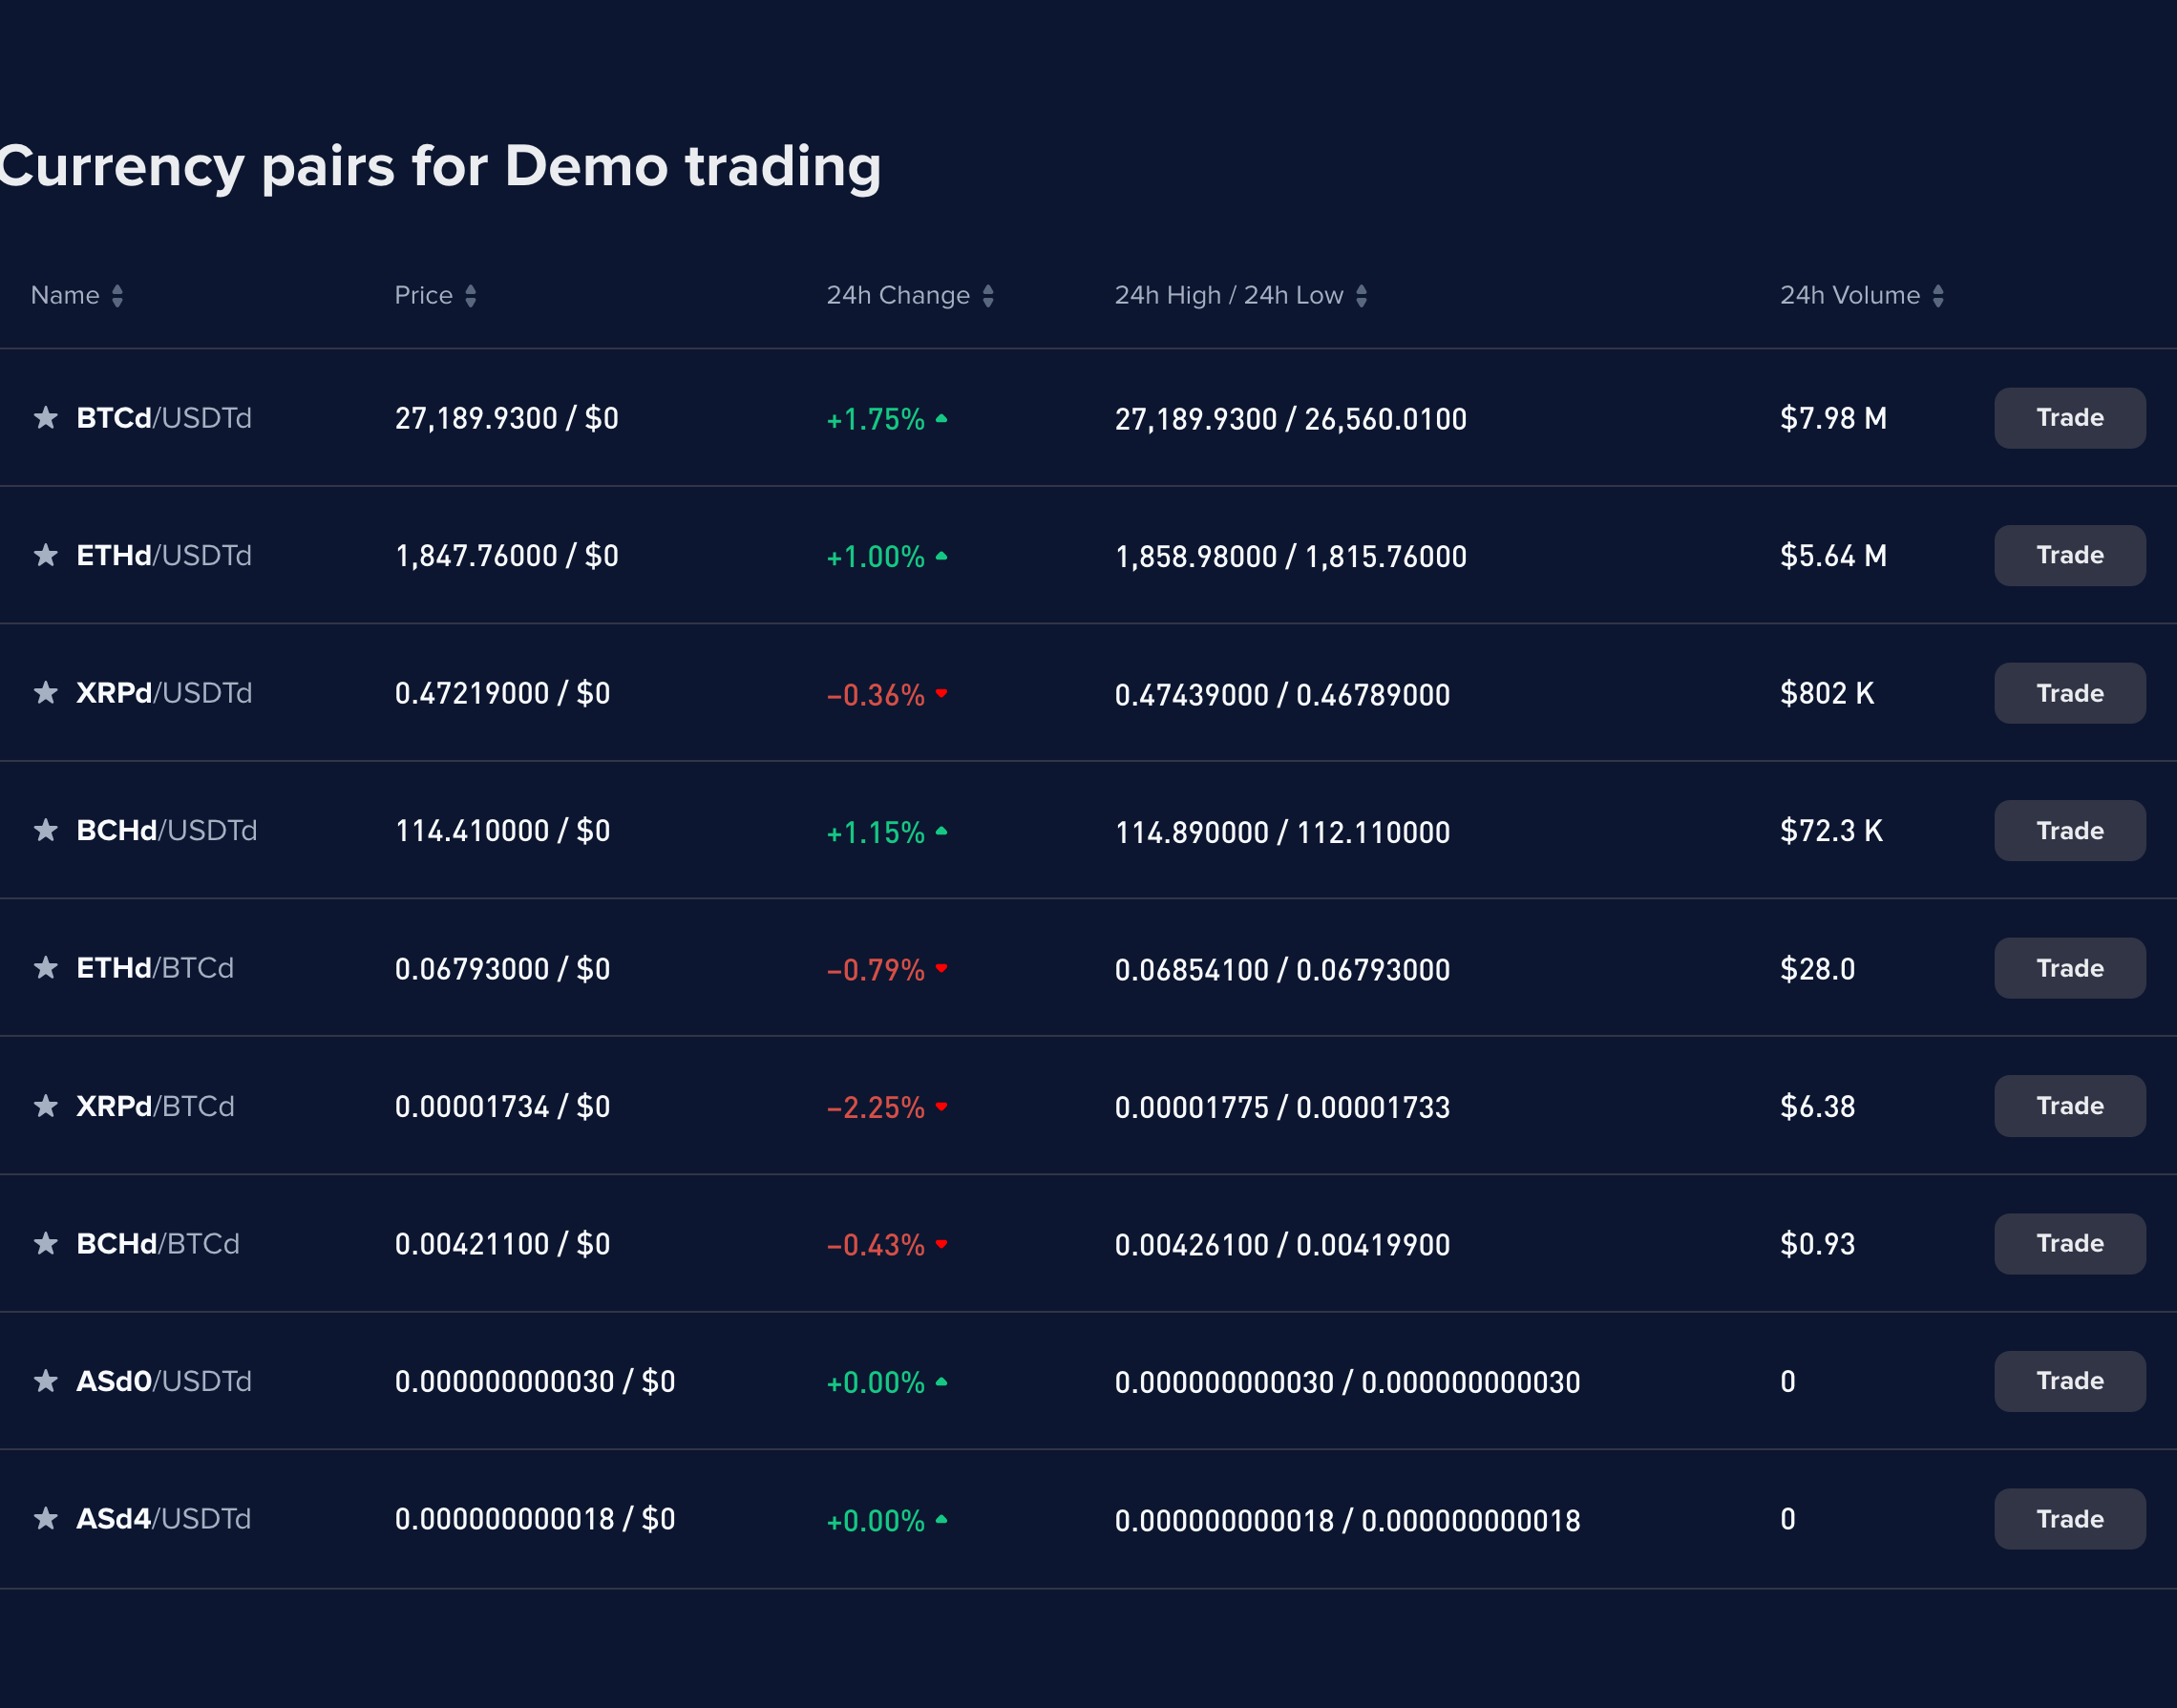 Currency pairs for Demo trading
Name Price 24h Change 24h High / 24h Low 24h Volume
BTCd/USDTd 27,189.9300 / $0 +1.75% 27,189.9300 / 26,560.0100 $7.98 M Trade
ETHd/USDTd 1,847.76000 / $0 +1.00% 1,858.98000 / 1,815.76000 $5.64 M Trade
XRPd/USDTd 0.47219000 / $0 −0.36% 0.47439000 / 0.46789000 $802 K Trade
BCHd/USDTd 114.410000 / $0 +1.15% 114.890000 / 112.110000 $72.3 K Trade
ETHd/BTCd 0.06793000 / $0 −0.79% 0.06854100 / 0.06793000 $28.0 Trade
XRPd/BTCd 0.00001734 / $0 −2.25% 0.00001775 / 0.00001733 $6.38 Trade
BCHd/BTCd 0.00421100 / $0 −0.43% 0.00426100 / 0.00419900 $0.93 Trade
ASd0/USDTd 0.000000000030 / $0 +0.00% 0.000000000030 / 0.000000000030 0 Trade
ASd4/USDTd 0.000000000018 / $0 +0.00% 0.000000000018 / 0.000000000018 0 Trade